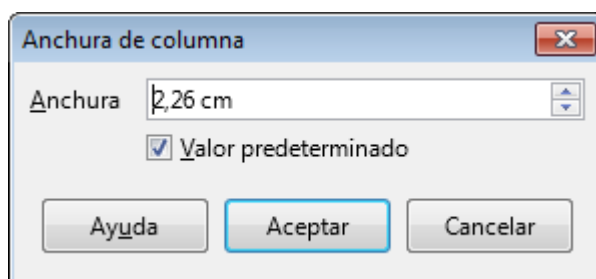 Anchura de columna
Anchura 2,26 cm
Valor predeterminado
Ayuda Aceptar Cancelar